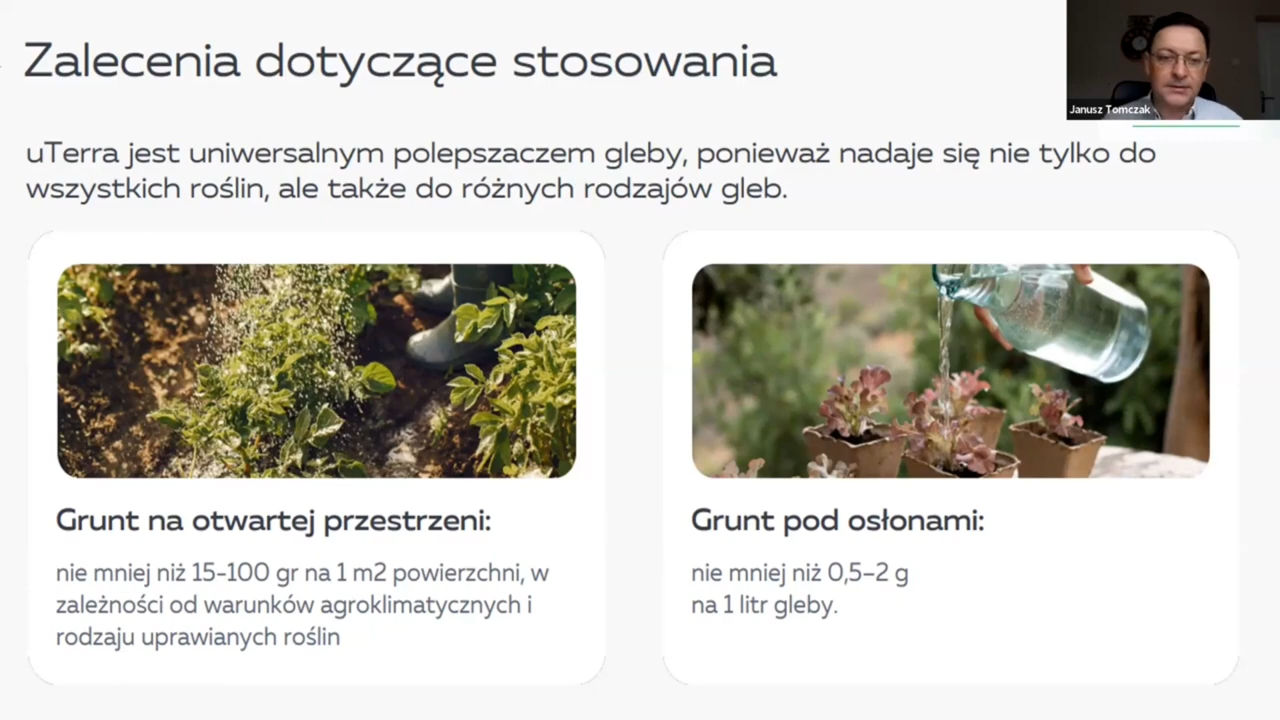 Zalecenia dotyczące stosowania
Janusz Tomczak
uTerra jest uniwersalnym polepszaczem gleby, ponieważ nadaje się nie tylko do
wszystkich roślin, ale także do różnych rodzajów gleb.
Grunt na otwartej przestrzeni:
nie mniej niż 15-100 gr na 1 m2 powierzchni, w
zależności od warunków agroklimatycznych i
rodzaju uprawianych roślin
Grunt pod osłonami:
nie mniej niż 0,5–2 g
na 1 litr gleby.